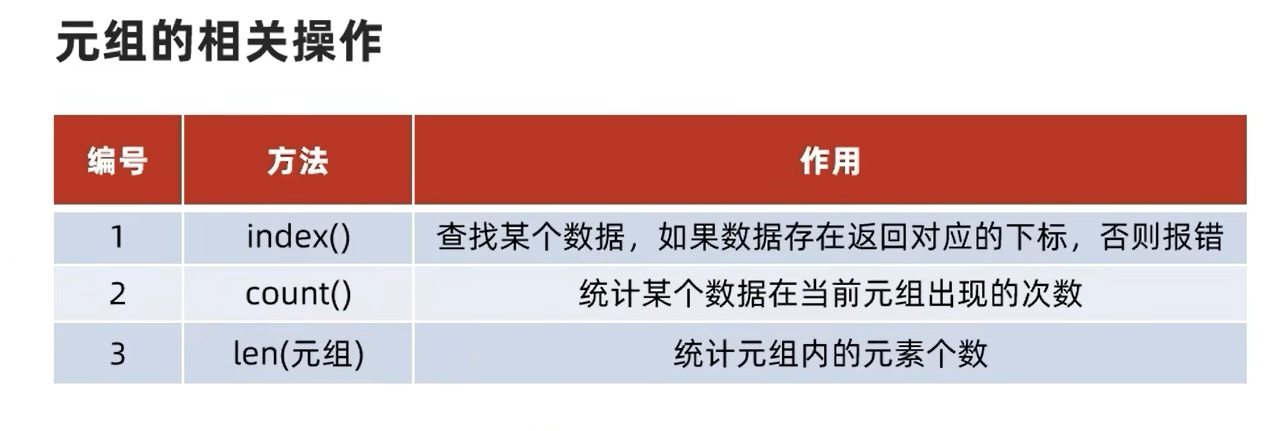 元组的相关操作
编号 方法 作用
1 index() 查找某个数据，如果数据存在返回对应的下标，否则报错
2 count() 统计某个数据在当前元组出现的次数
3 len(元组) 统计元组内的元素个数